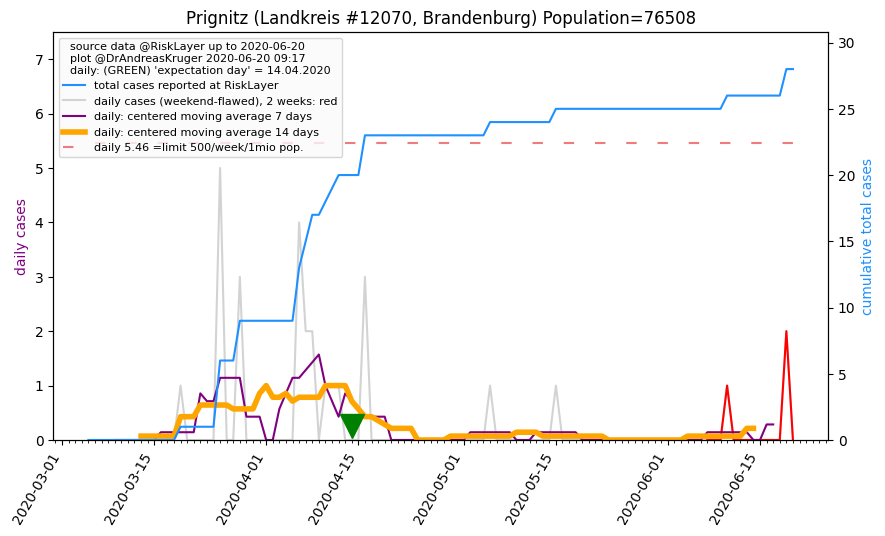 Prignitz (Landkreis #12070, Brandenburg) Population=76508
source data @RiskLayer up to 2020-06-20
plot @DrAndreasKruger 2020-06-20 09:17
daily: (GREEN) 'expectation day' = 14.04.2020
total cases reported at RiskLayer
daily cases (weekend-flawed), 2 weeks: red
daily: centered moving average 7 days
daily: centered moving average 14 days
daily 5.46 =limit 500/week/1mio pop.
daily cases
7
6
5
4
3
2
1
0
30
25
20
15
10
5
0
cumulative total cases
2020-03-01
2020-03-15
2020-04-01
2020-04-15
2020-05-01
2020-05-15
2020-06-01
2020-06-15